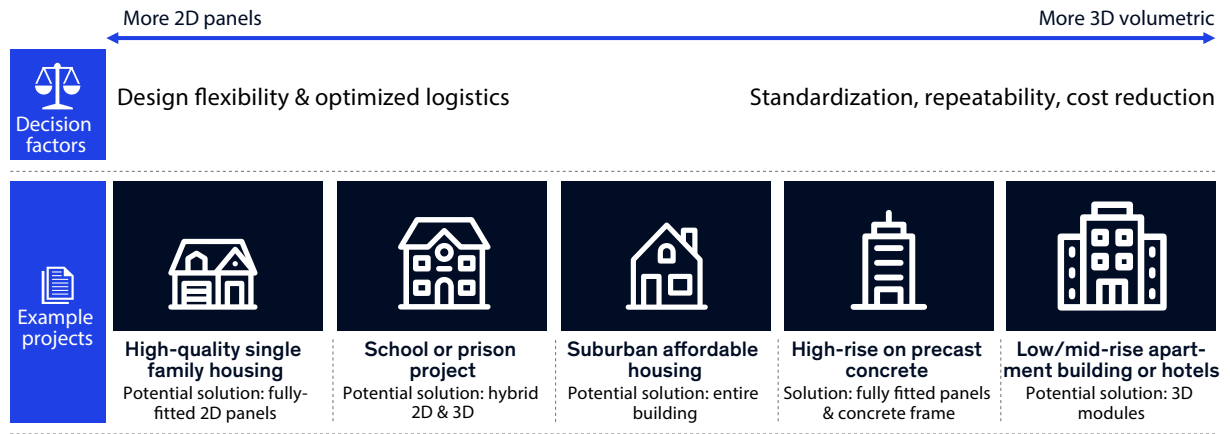 More 2D panels
More 3D volumetric
Decision
factors
Design flexibility & optimized logistics
Standardization, repeatability, cost reduction
Example
projects
High-quality single
family housing
Potential solution: fully-
fitted 2D panels
School or prison
project
Potential solution: hybrid
2D & 3D
Suburban affordable
housing
Potential solution: entire
building
High-rise on precast
concrete
Solution: fully fitted panels
& concrete frame
Low/mid-rise apart-
ment building or hotels
Potential solution: 3D
modules